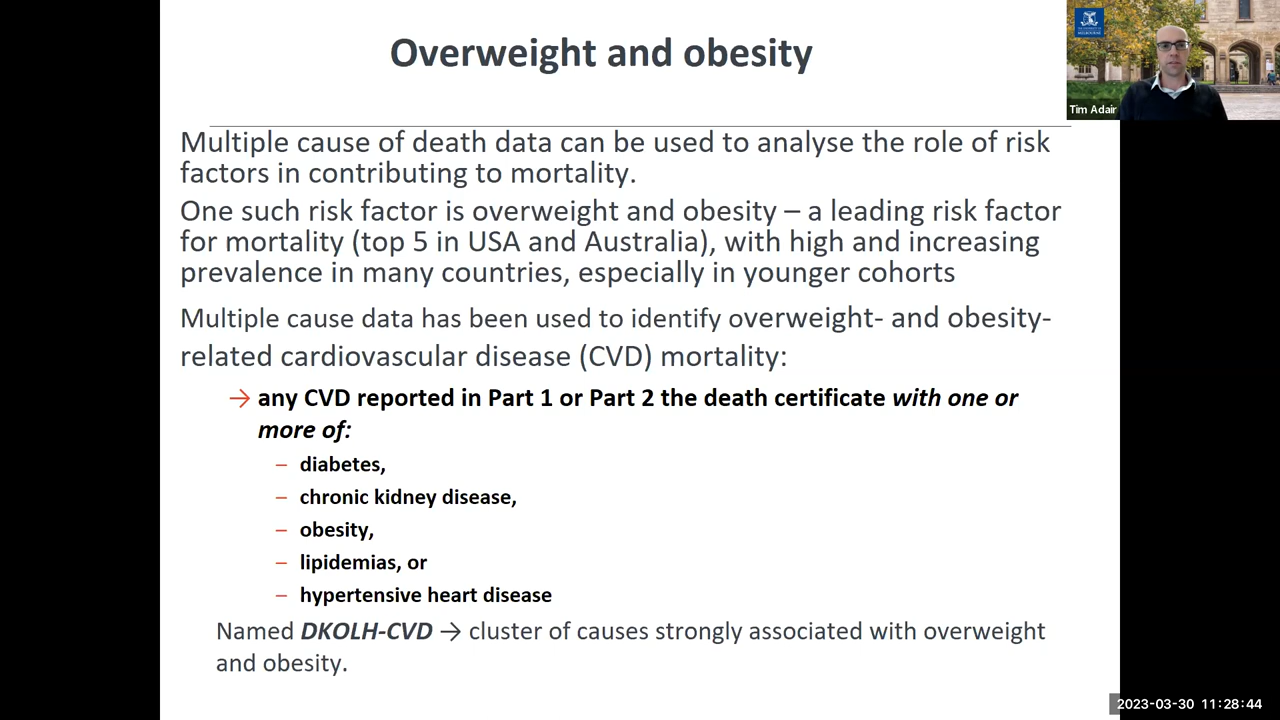 Overweight and obesity
Tim Adair
Multiple cause of death data can be used to analyse the role of risk
factors in contributing to mortality.
One such risk factor is overweight and obesity – a leading risk factor
for mortality (top 5 in USA and Australia), with high and increasing
prevalence in many countries, especially in younger cohorts
Multiple cause data has been used to identify overweight- and obesity-
related cardiovascular disease (CVD) mortality:
→ any CVD reported in Part 1 or Part 2 the death certificate with one or
more of:
– diabetes,
– chronic kidney disease,
– obesity,
– lipidemias, or
– hypertensive heart disease
Named DKOLH-CVD → cluster of causes strongly associated with overweight
and obesity.
2023-03-30 11:28:44